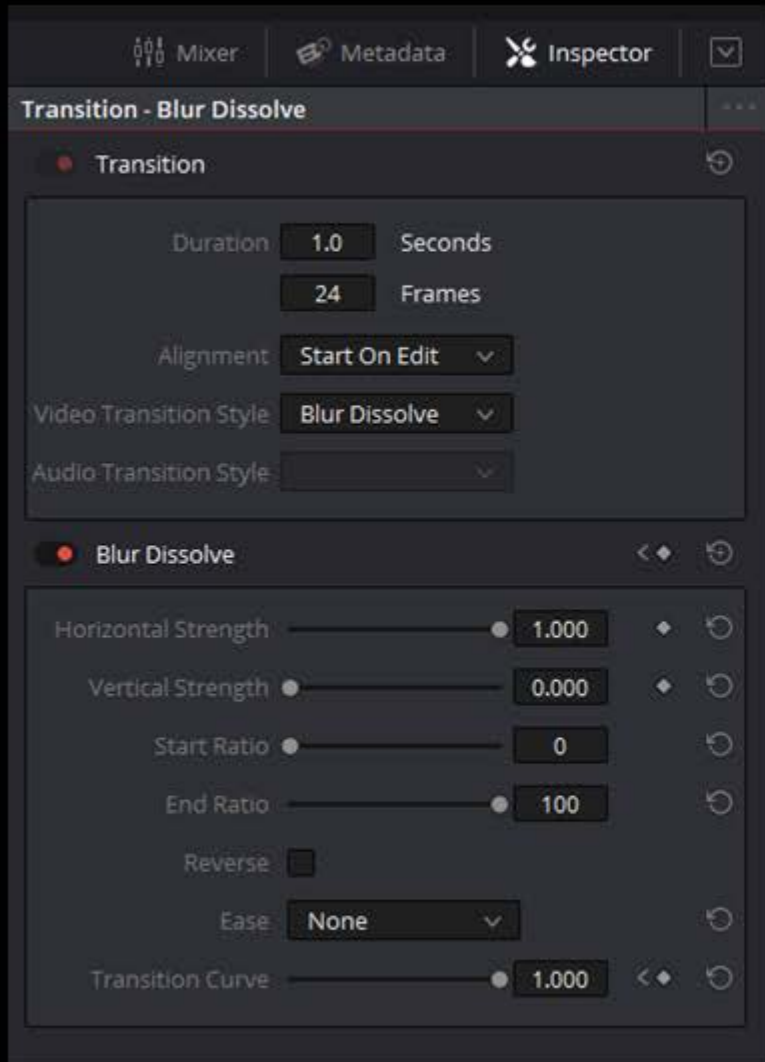 Mixer Metadata Inspector
Transition - Blur Dissolve
Transition
Duration 1.0 Seconds
24 Frames
Alignment Start On Edit
Video Transition Style Blur Dissolve
Audio Transition Style
Blur Dissolve
Horizontal Strength 1.000
Vertical Strength 0.000
Start Ratio 0
End Ratio 100
Reverse
Ease None
Transition Curve 1.000